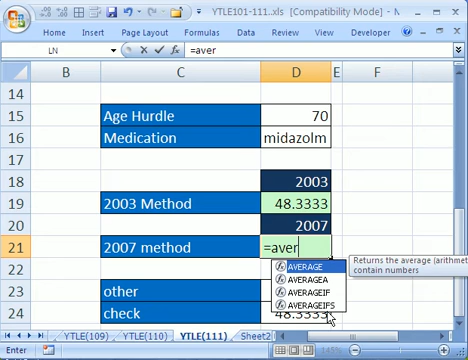 YTLE101-111...xls [Compatibility Mode] -
Home Insert Page Formulas Data Review View Developer
LN =aver
B C D E F
14
15 Age Hurdle 70
16 Medication midazolm
17
18 2003
19 2003 Method 48.3333
20 2007
21 2007 method =aver
22 AVERAGE Returns the average (arithmet
AVERAGEA contain numbers
23 other AVERAGEIF
AVERAGEIFS
24 check 48.3333
YTLE(109) YTLE(110) YTLE(111) Sheet2
Enter 145%